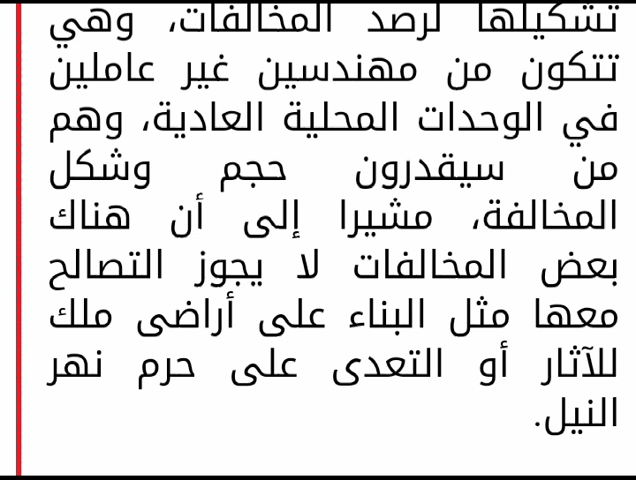 تشكيلها لرصد المخالفات، وهي
تتكون من مهندسين غير عاملين
في الوحدات المحلية العادية، وهم
من سيقدرون حجم وشكل
المخالفة، مشيرا إلى أن هناك
بعض المخالفات لا يجوز التصالح
معها مثل البناء على أراضى ملك
للآثار أو التعدى على حرم نهر
النيل.